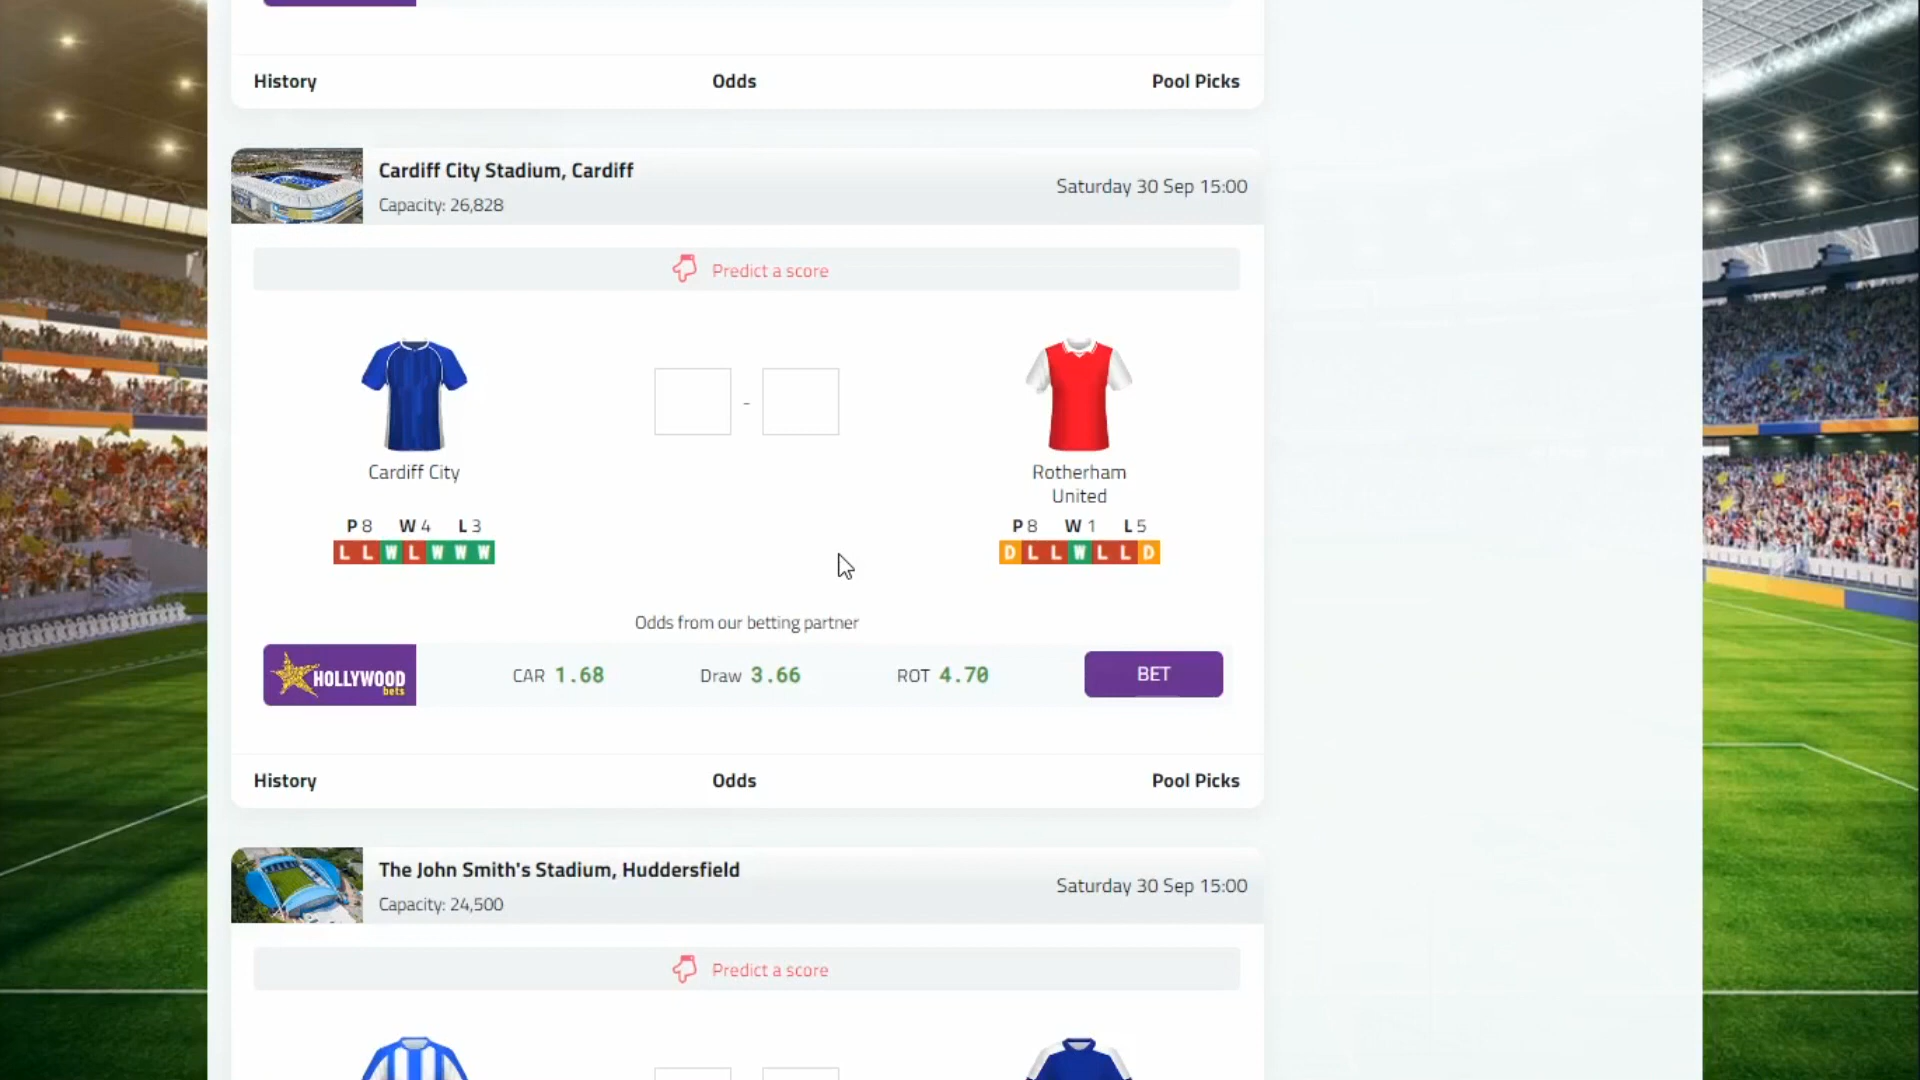 History Odds Pool Picks
Cardiff City Stadium, Cardiff
Capacity: 26,828
Saturday 30 Sep 15:00
Predict a score
-
Cardiff City
Rotherham
United
P 8 W 4 L 3
L L W L W W W
P 8 W 1 L 5
D L L W L L D
Odds from our betting partner
HOLLYWOOD
bets
CAR 1.68 Draw 3.66 ROT 4.70 BET
History Odds Pool Picks
The John Smith's Stadium, Huddersfield
Capacity: 24,500
Saturday 30 Sep 15:00
Predict a score